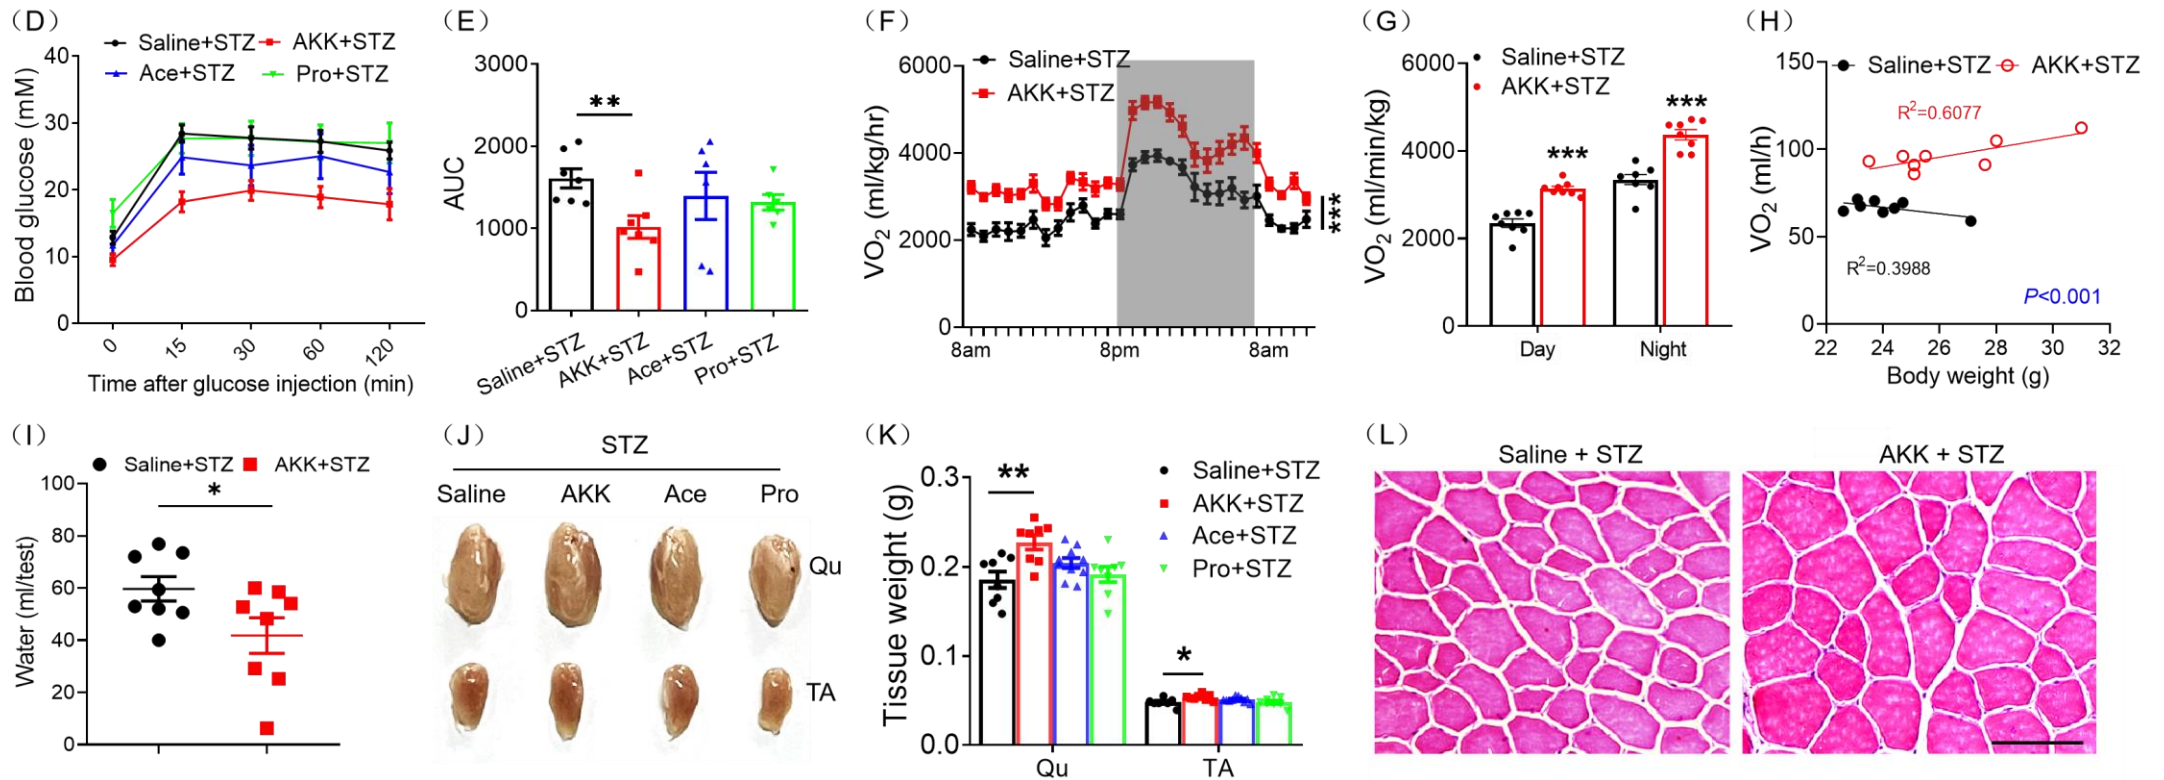 (D)
Saline+STZ
AKK+STZ
Ace+STZ
Pro+STZ
Blood glucose (mM)
40
30
20
10
0
0
15
30
60
120
Time after glucose injection (min)
(E)
AUC
3000
2000
1000
0
**
Saline+STZ
AKK+STZ
Ace+STZ
Pro+STZ
(F)
Saline+STZ
AKK+STZ
VO2 (ml/kg/hr)
6000
4000
2000
0
8am
8pm
8am
***
(G)
Saline+STZ
AKK+STZ
VO2 (ml/min/kg)
6000
4000
2000
0
***
***
Day
Night
(H)
Saline+STZ
AKK+STZ
VO2 (ml/h)
150
100
50
0
R²=0.6077
R²=0.3988
P<0.001
22
24
26
28
30
32
Body weight (g)
(I)
Saline+STZ
AKK+STZ
Water (ml/test)
100
80
60
40
20
0
*
(J)
STZ
Saline
AKK
Ace
Pro
Qu
TA
(K)
Saline+STZ
AKK+STZ
Ace+STZ
Pro+STZ
Tissue weight (g)
0.3
0.2
0.1
0.0
**
*
Qu
TA
(L)
Saline + STZ
AKK + STZ